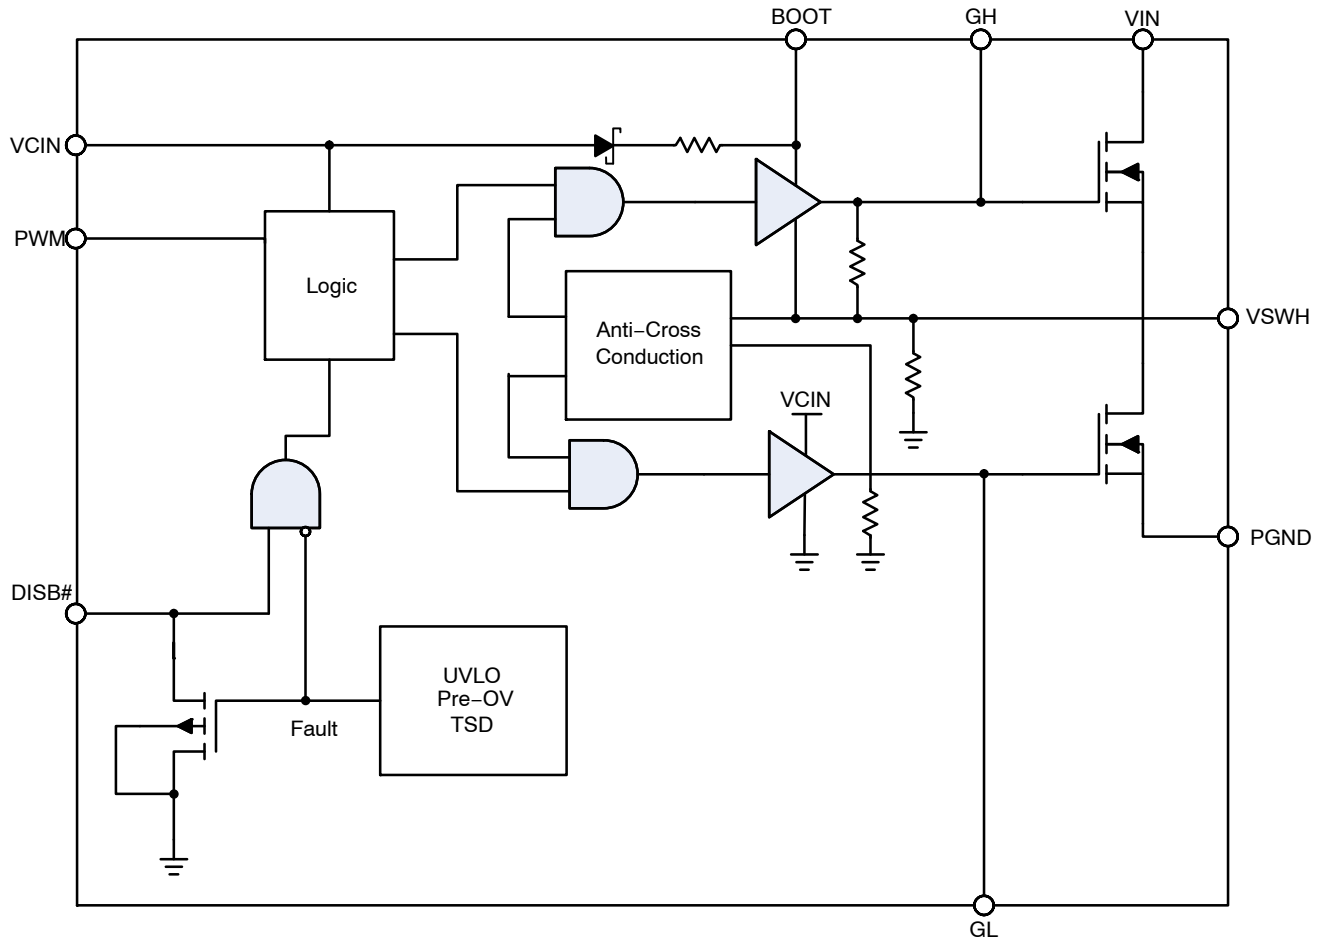 BOOT
GH
VIN
VCIN
PWM
Logic
Anti−Cross
Conduction
VSWH
VCIN
PGND
DISB#
UVLO
Pre−OV
TSD
Fault
GL